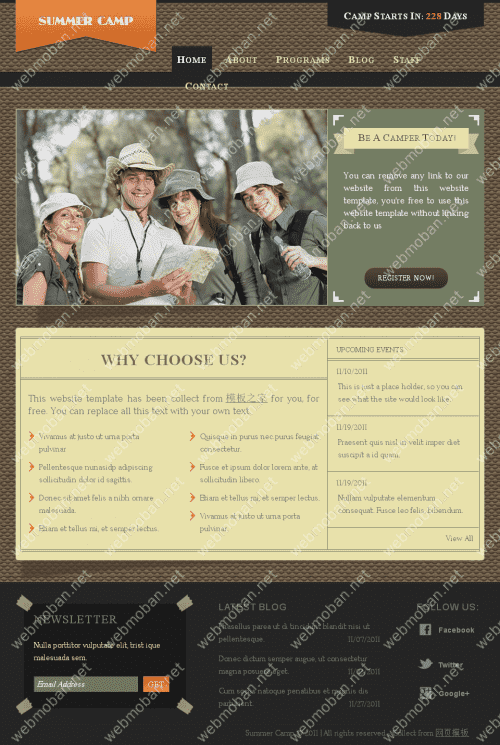 SUMMER CAMP
CAMP STARTS IN: 228 DAYS
HOME ABOUT PROGRAMS BLOG STAFF
CONTACT
BE A CAMPER TODAY!
You can remove any link to our
website from this website
template, you're free to use this
website template without linking
back to us
REGISTER NOW!
WHY CHOOSE US?
This website template has been collect from 模板之家 for you, for
free. You can replace all this text with your own text.
Vivamus at justo ut urna porta
pulvinar.
Pellentesque nunasidp adipiscing
sollicitudin dolor id sagittis.
Donec sit amet felis a nibh ornare
malesuada.
Etiam et tellus mi, et semper lectus.
Quisque in purus nec purus feugiat
consectetur.
Fusce et ipsum dolor lorem ante, at
sollicitudin libero.
Etiam et tellus mi, et semper lectus.
Vivamus at justo ut urna porta
pulvinar.
UPCOMING EVENTS
11/10/2011
This is just a place holder, so you can
see what the site would look like.
11/19/2011
Praesent quis nisl in velit imper diet
suscipit a id quam.
11/19/2011
Nullam vulputate elementum
consequat. Fusce leo felis, bibendum.
View All
NEWSLETTER
Nulla porttitor vulputate elit, trist ique
malesuada sem.
Email Address
GET
LATEST BLOG
Phasellus purus ut di tincidunt blandit nisi ut
pellentesque. 11/07/2011
Donec dictum semper augue, ut consectetur
magna posuere eget.
Cum sociis natoque penatibus et magnis dis
parturient. 11/27/2011
FOLLOW US:
Facebook
Twitter
Google+
Summer Camp © 2011 | All rights reserved. Collect from 网页模板
webmoban.net